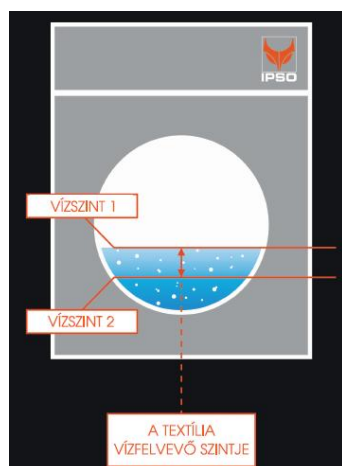 IPSO
VÍZSZINT 1
VÍZSZINT 2
A TEXTÍLIA
VÍZFELVEVŐ SZINTJE